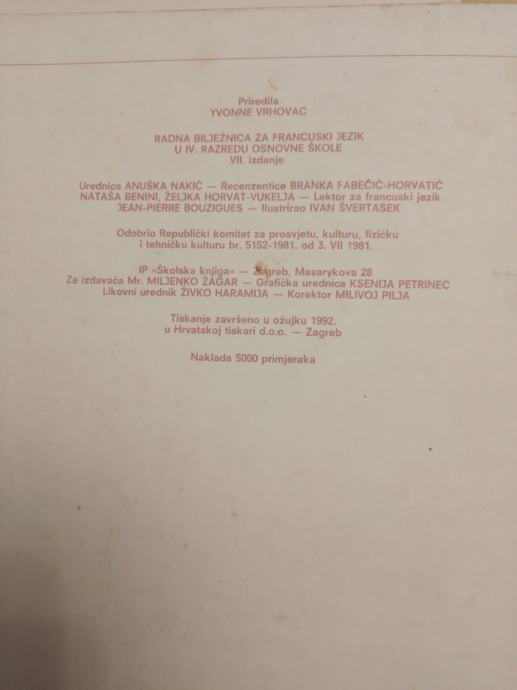 Priredila
YVONNE VRHOVAC
RADNA BILJEŽNICA ZA FRANCUSKI JEZIK
U IV. RAZREDU OSNOVNE ŠKOLE
VII. izdanje
Urednica ANUŠKA NAKIĆ — Recenzentice BRANKA FABEČIĆ-HORVATIĆ
NATAŠA BENINI, ŽELJKA HORVAT-VUKELJA — Lektor za francuski jezik
JEAN-PIERRE BOUZIGUES — Ilustrirao IVAN ŠVERTASEK
Odobrio Republički komitet za prosvjetu, kulturu, fizičku
i tehničku kulturu br. 5152-1981. od 3. VII 1981.
IP »Školska knjiga« — Zagreb, Masarykova 28
Za izdavača Mr. MILJENKO ŽAGAR — Grafička urednica KSENIJA PETRINEC
Likovni urednik ŽIVKO HARAMIJA — Korektor MILIVOJ PILJA
Tiskanje završeno u ožujku 1992.
u Hrvatskoj tiskari d.o.o. — Zagreb
Naklada 5000 primjeraka